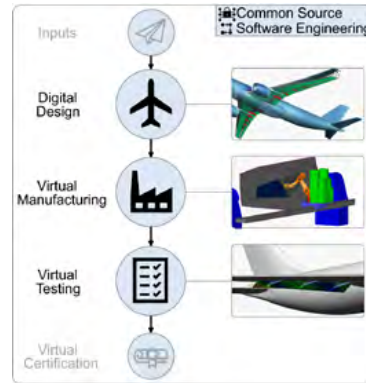 Common Source
Software Engineering
Inputs
Digital
Design
Virtual
Manufacturing
Virtual
Testing
Virtual
Certification